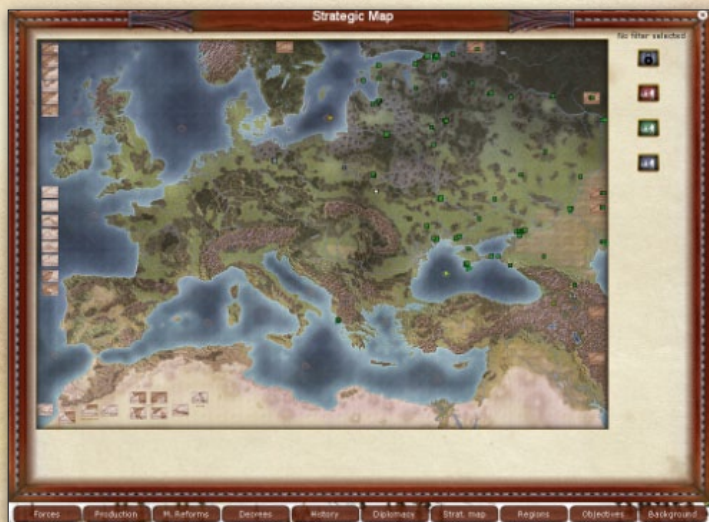 Strategic Map
No filter selected
Forces
Production
M. Reforms
Decrees
History
Diplomacy
Strat. map
Regions
Objectives
Background